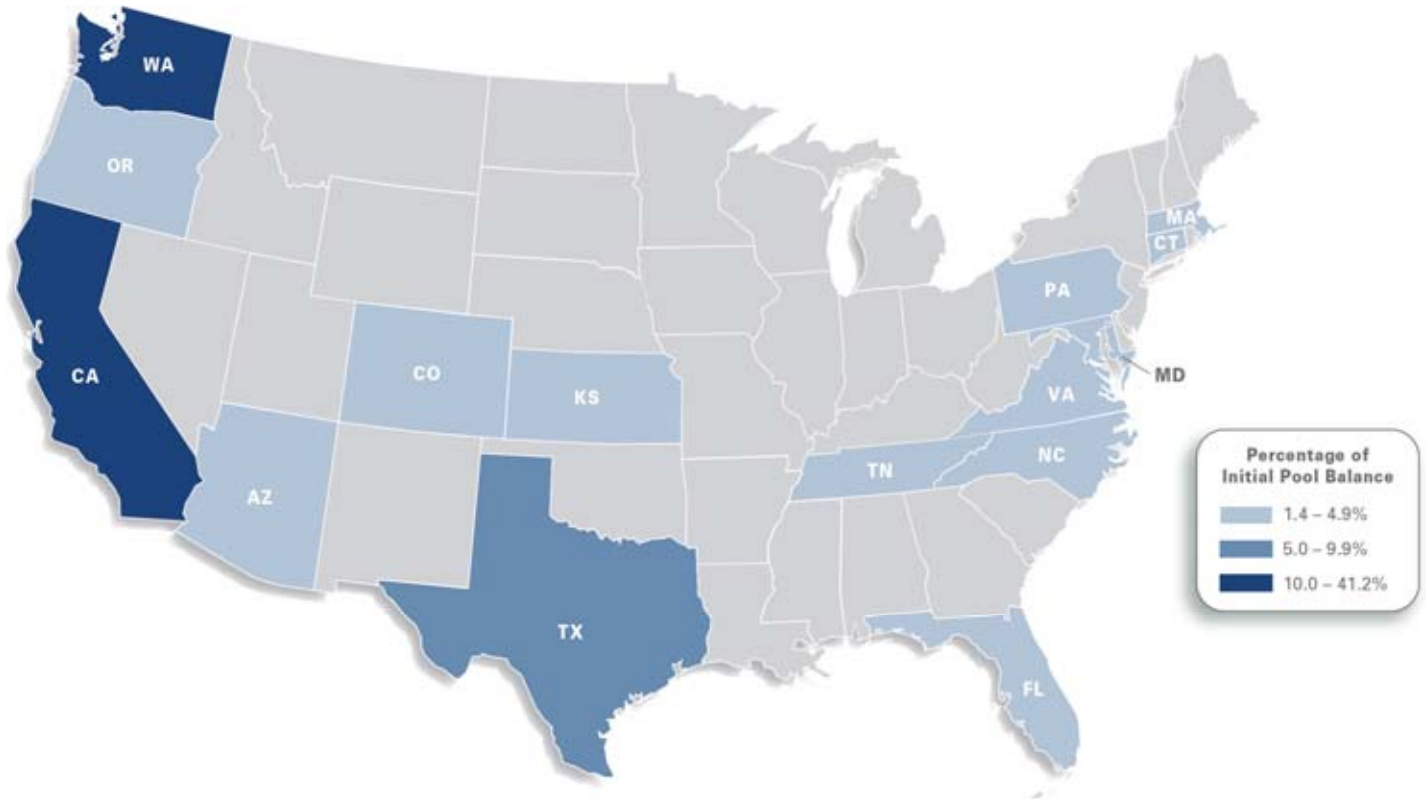 WA
OR
MA
CT
PA
CO
CA
MD
KS
VA
Percentage of
Initial Pool Balance
NC
TN
AZ
1.4 – 4.9%
5.0 – 9.9%
10.0 – 41.2%
TX
FL